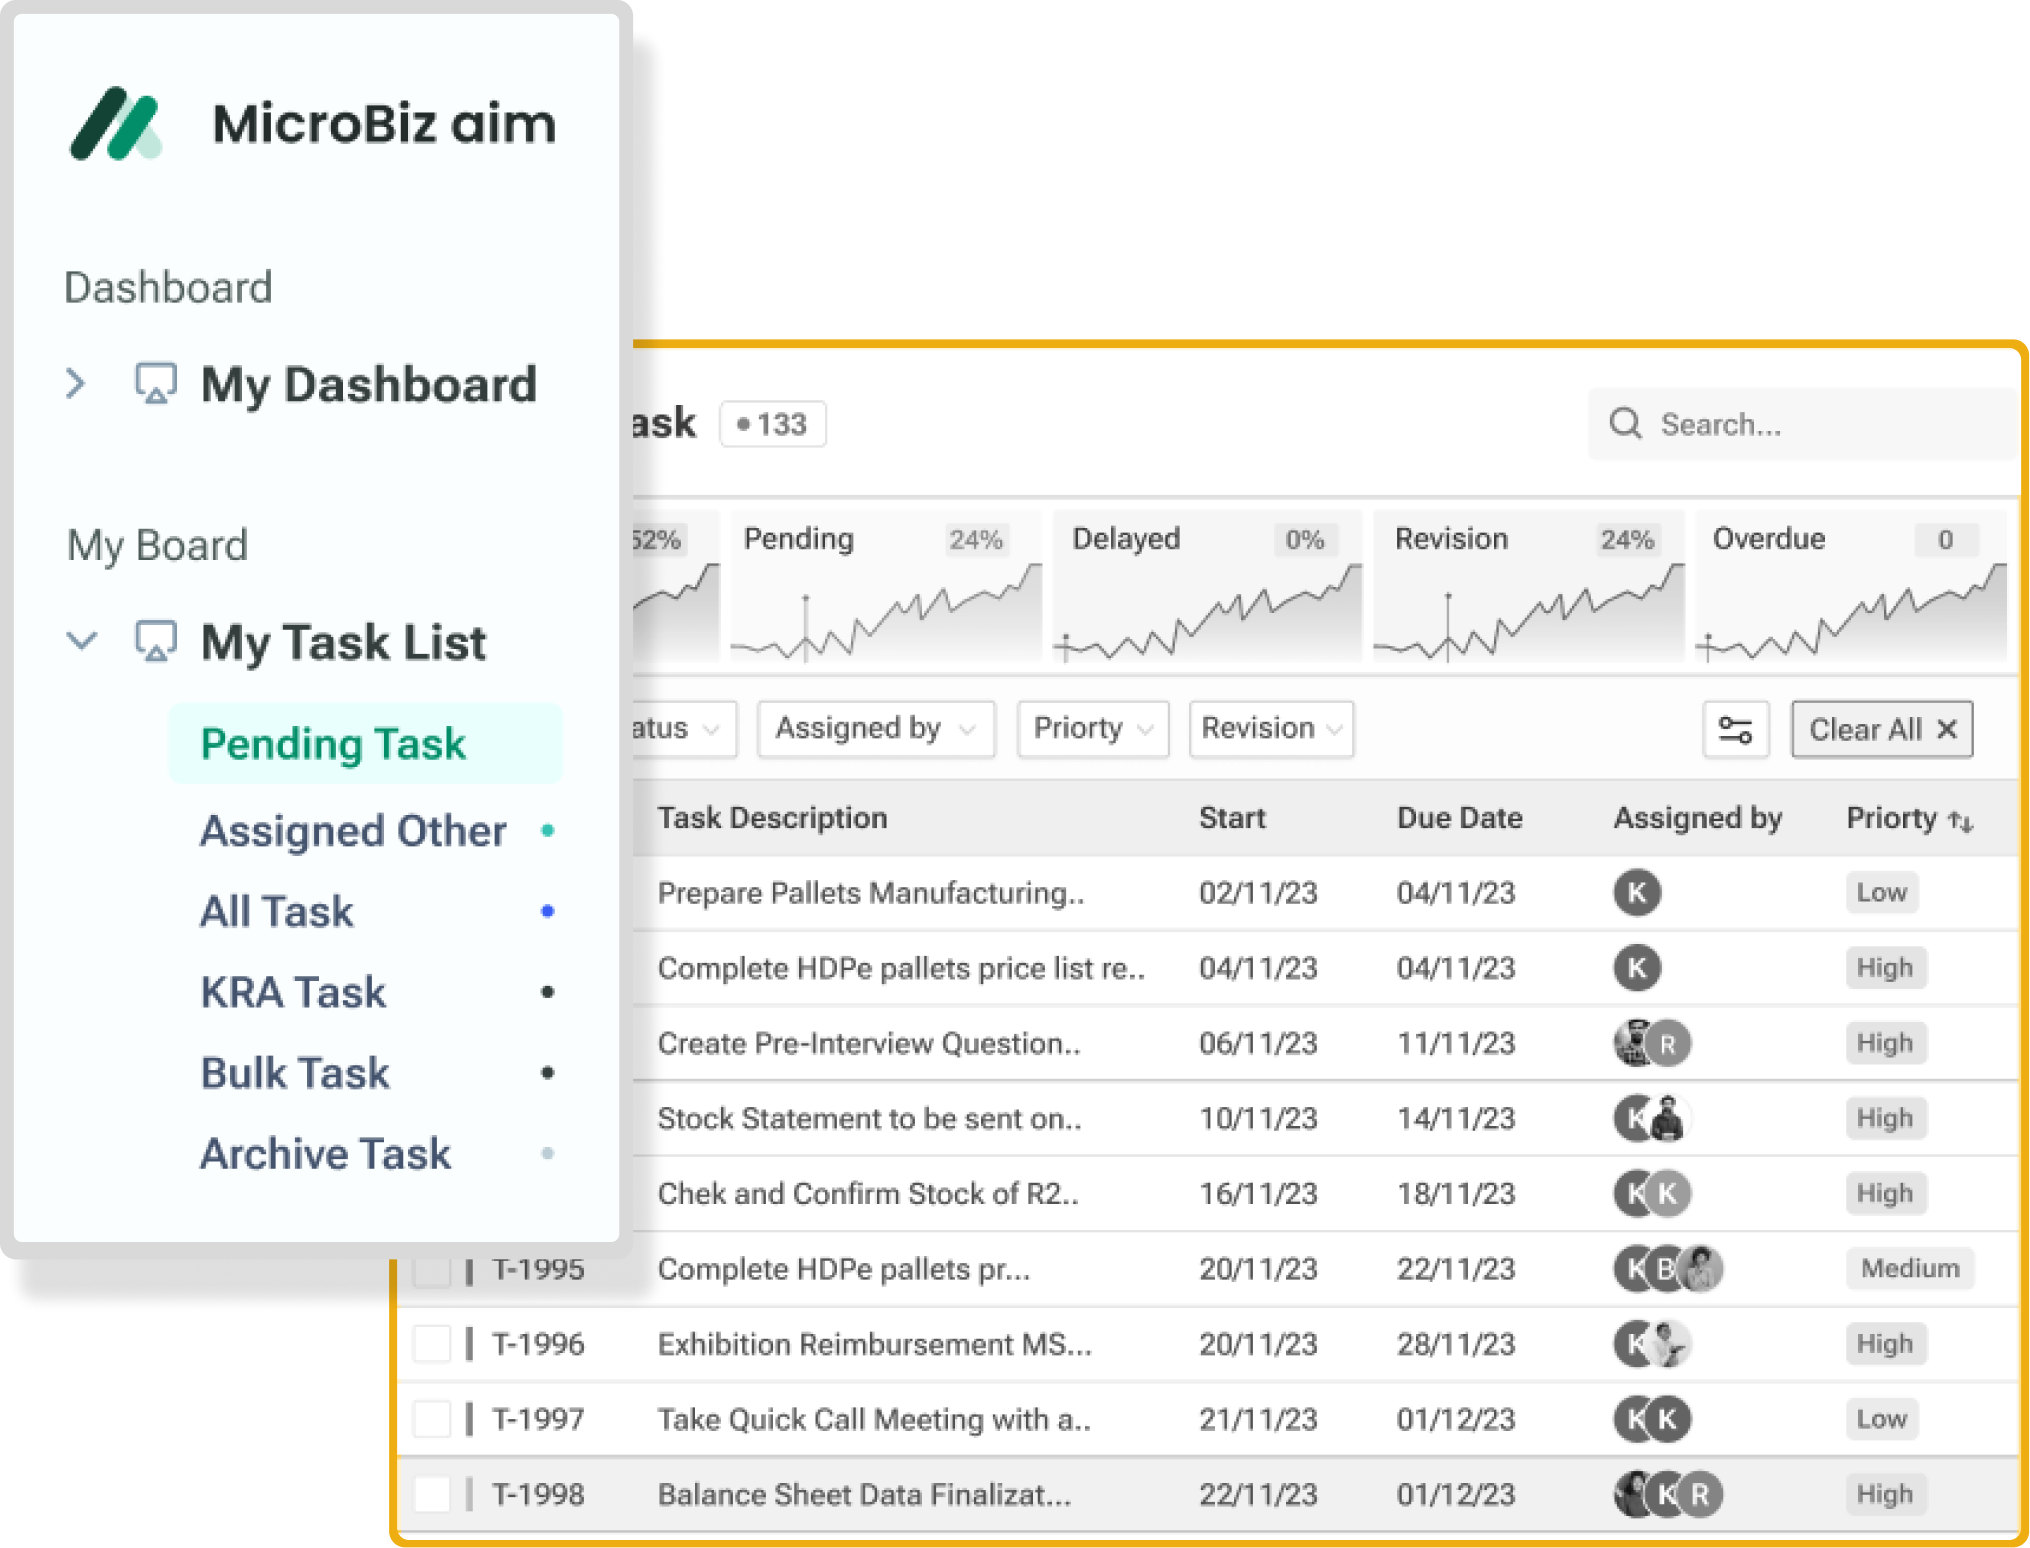 MicroBiz aim
Dashboard
My Dashboard
My Board
My Task List
Pending Task
Assigned Other
All Task
KRA Task
Bulk Task
Archive Task
ask 133
Search...
52%
Pending 24%
Delayed 0%
Revision 24%
Overdue 0
atus Assigned by Priorty Revision Clear All
Task Description Start Due Date Assigned by Priorty
Prepare Pallets Manufacturing.. 02/11/23 04/11/23 K Low
Complete HDPe pallets price list re.. 04/11/23 04/11/23 K High
Create Pre-Interview Question.. 06/11/23 11/11/23 R High
Stock Statement to be sent on.. 10/11/23 14/11/23 K High
Chek and Confirm Stock of R2.. 16/11/23 18/11/23 K K High
T-1995 Complete HDPe pallets pr... 20/11/23 22/11/23 K B Medium
T-1996 Exhibition Reimbursement MS... 20/11/23 28/11/23 K High
T-1997 Take Quick Call Meeting with a.. 21/11/23 01/12/23 K K Low
T-1998 Balance Sheet Data Finalizat... 22/11/23 01/12/23 K R High